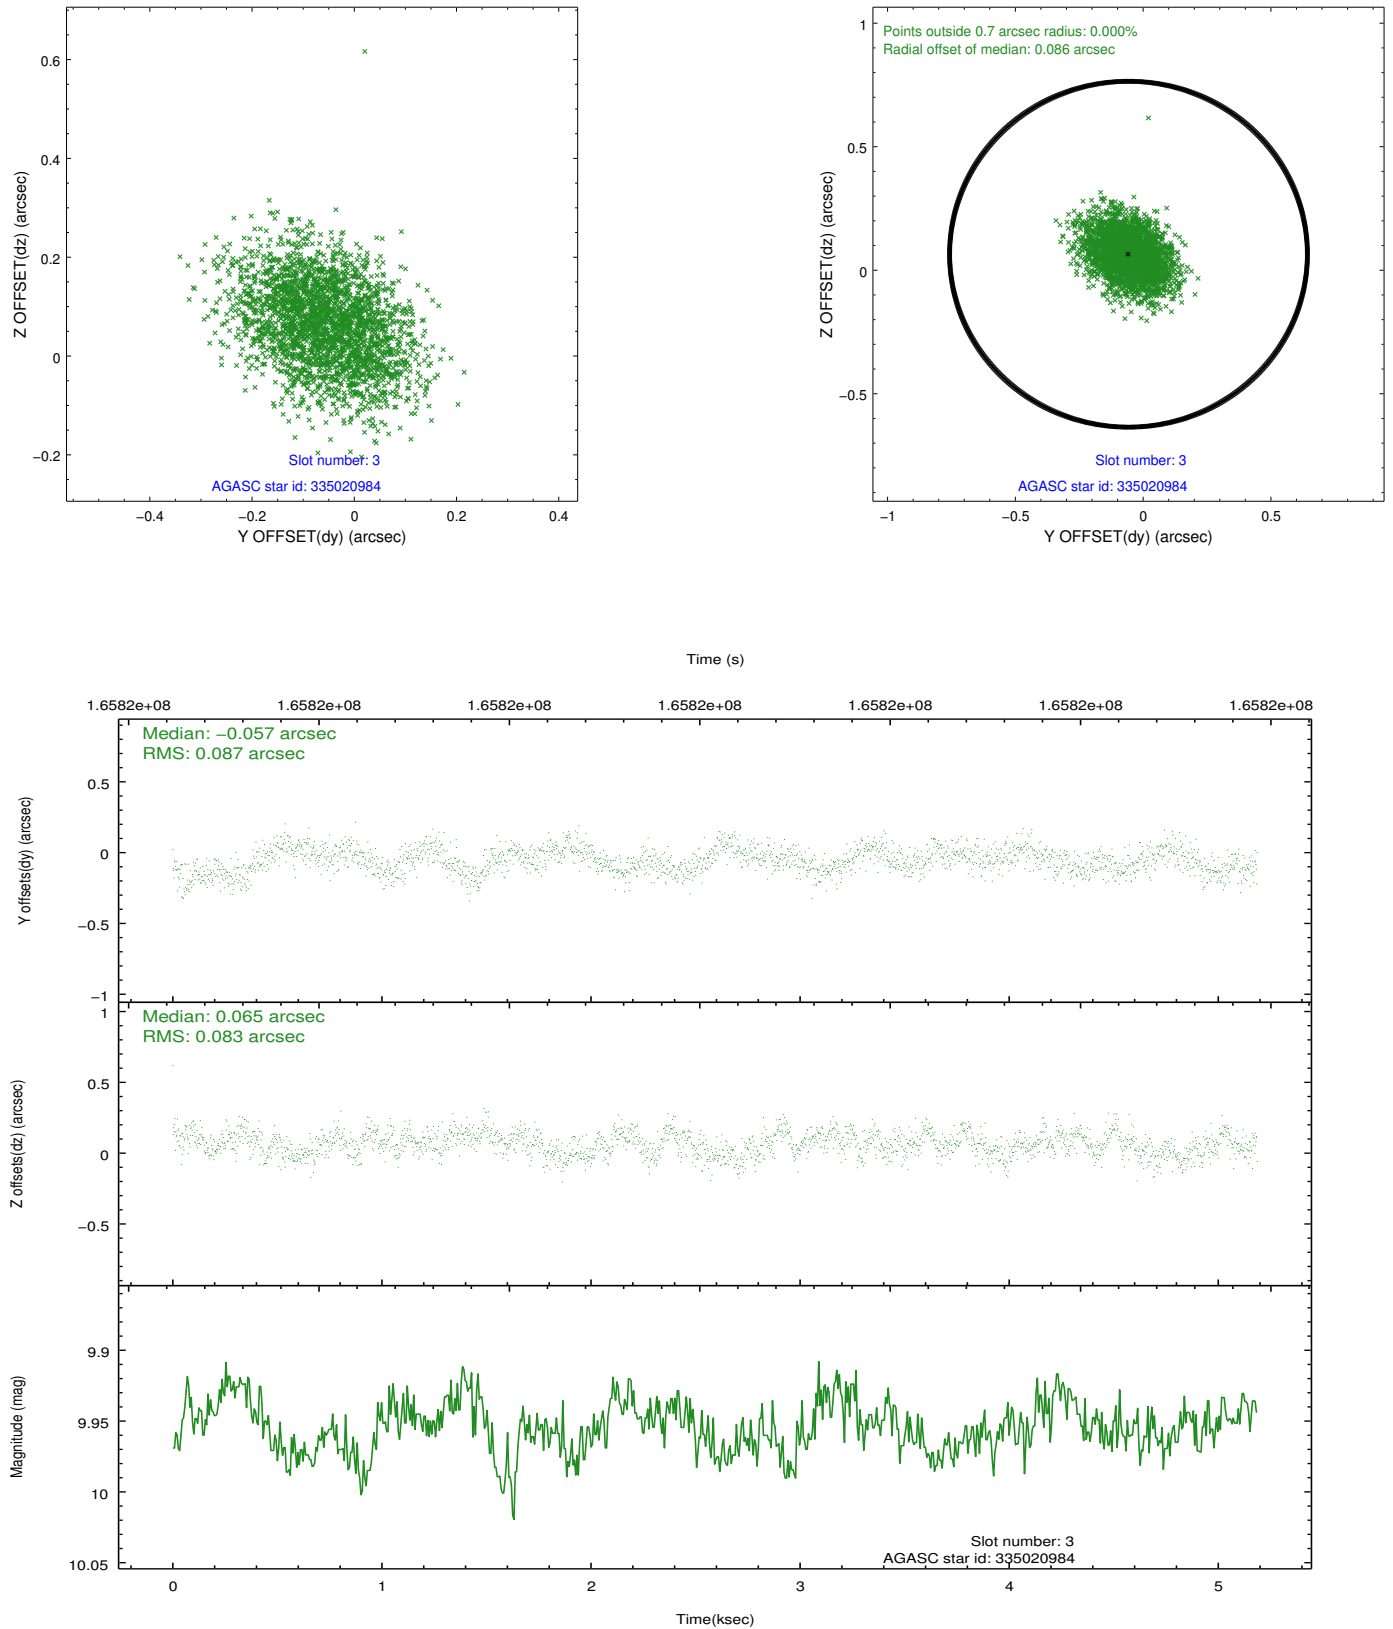 0.6
0.4
0.2
0
−0.2
−0.4 −0.2 0 0.2 0.4
Z OFFSET(dz) (arcsec)
Y OFFSET(dy) (arcsec)
Slot number: 3
AGASC star id: 335020984
Points outside 0.7 arcsec radius: 0.000%
Radial offset of median: 0.086 arcsec
1
0.5
0
−0.5
−1 −0.5 0 0.5
Z OFFSET(dz) (arcsec)
Y OFFSET(dy) (arcsec)
Slot number: 3
AGASC star id: 335020984
Time (s)
1.6582e+08 1.6582e+08 1.6582e+08 1.6582e+08 1.6582e+08 1.6582e+08 1.6582e+08
Median: −0.057 arcsec
RMS: 0.087 arcsec
0.5
0
−0.5
−1
Y offsets(dy) (arcsec)
Median: 0.065 arcsec
RMS: 0.083 arcsec
1
0.5
0
−0.5
Z offsets(dz) (arcsec)
9.9
9.95
10
10.05
Magnitude (mag)
Slot number: 3
AGASC star id: 335020984
0 1 2 3 4 5
Time(ksec)